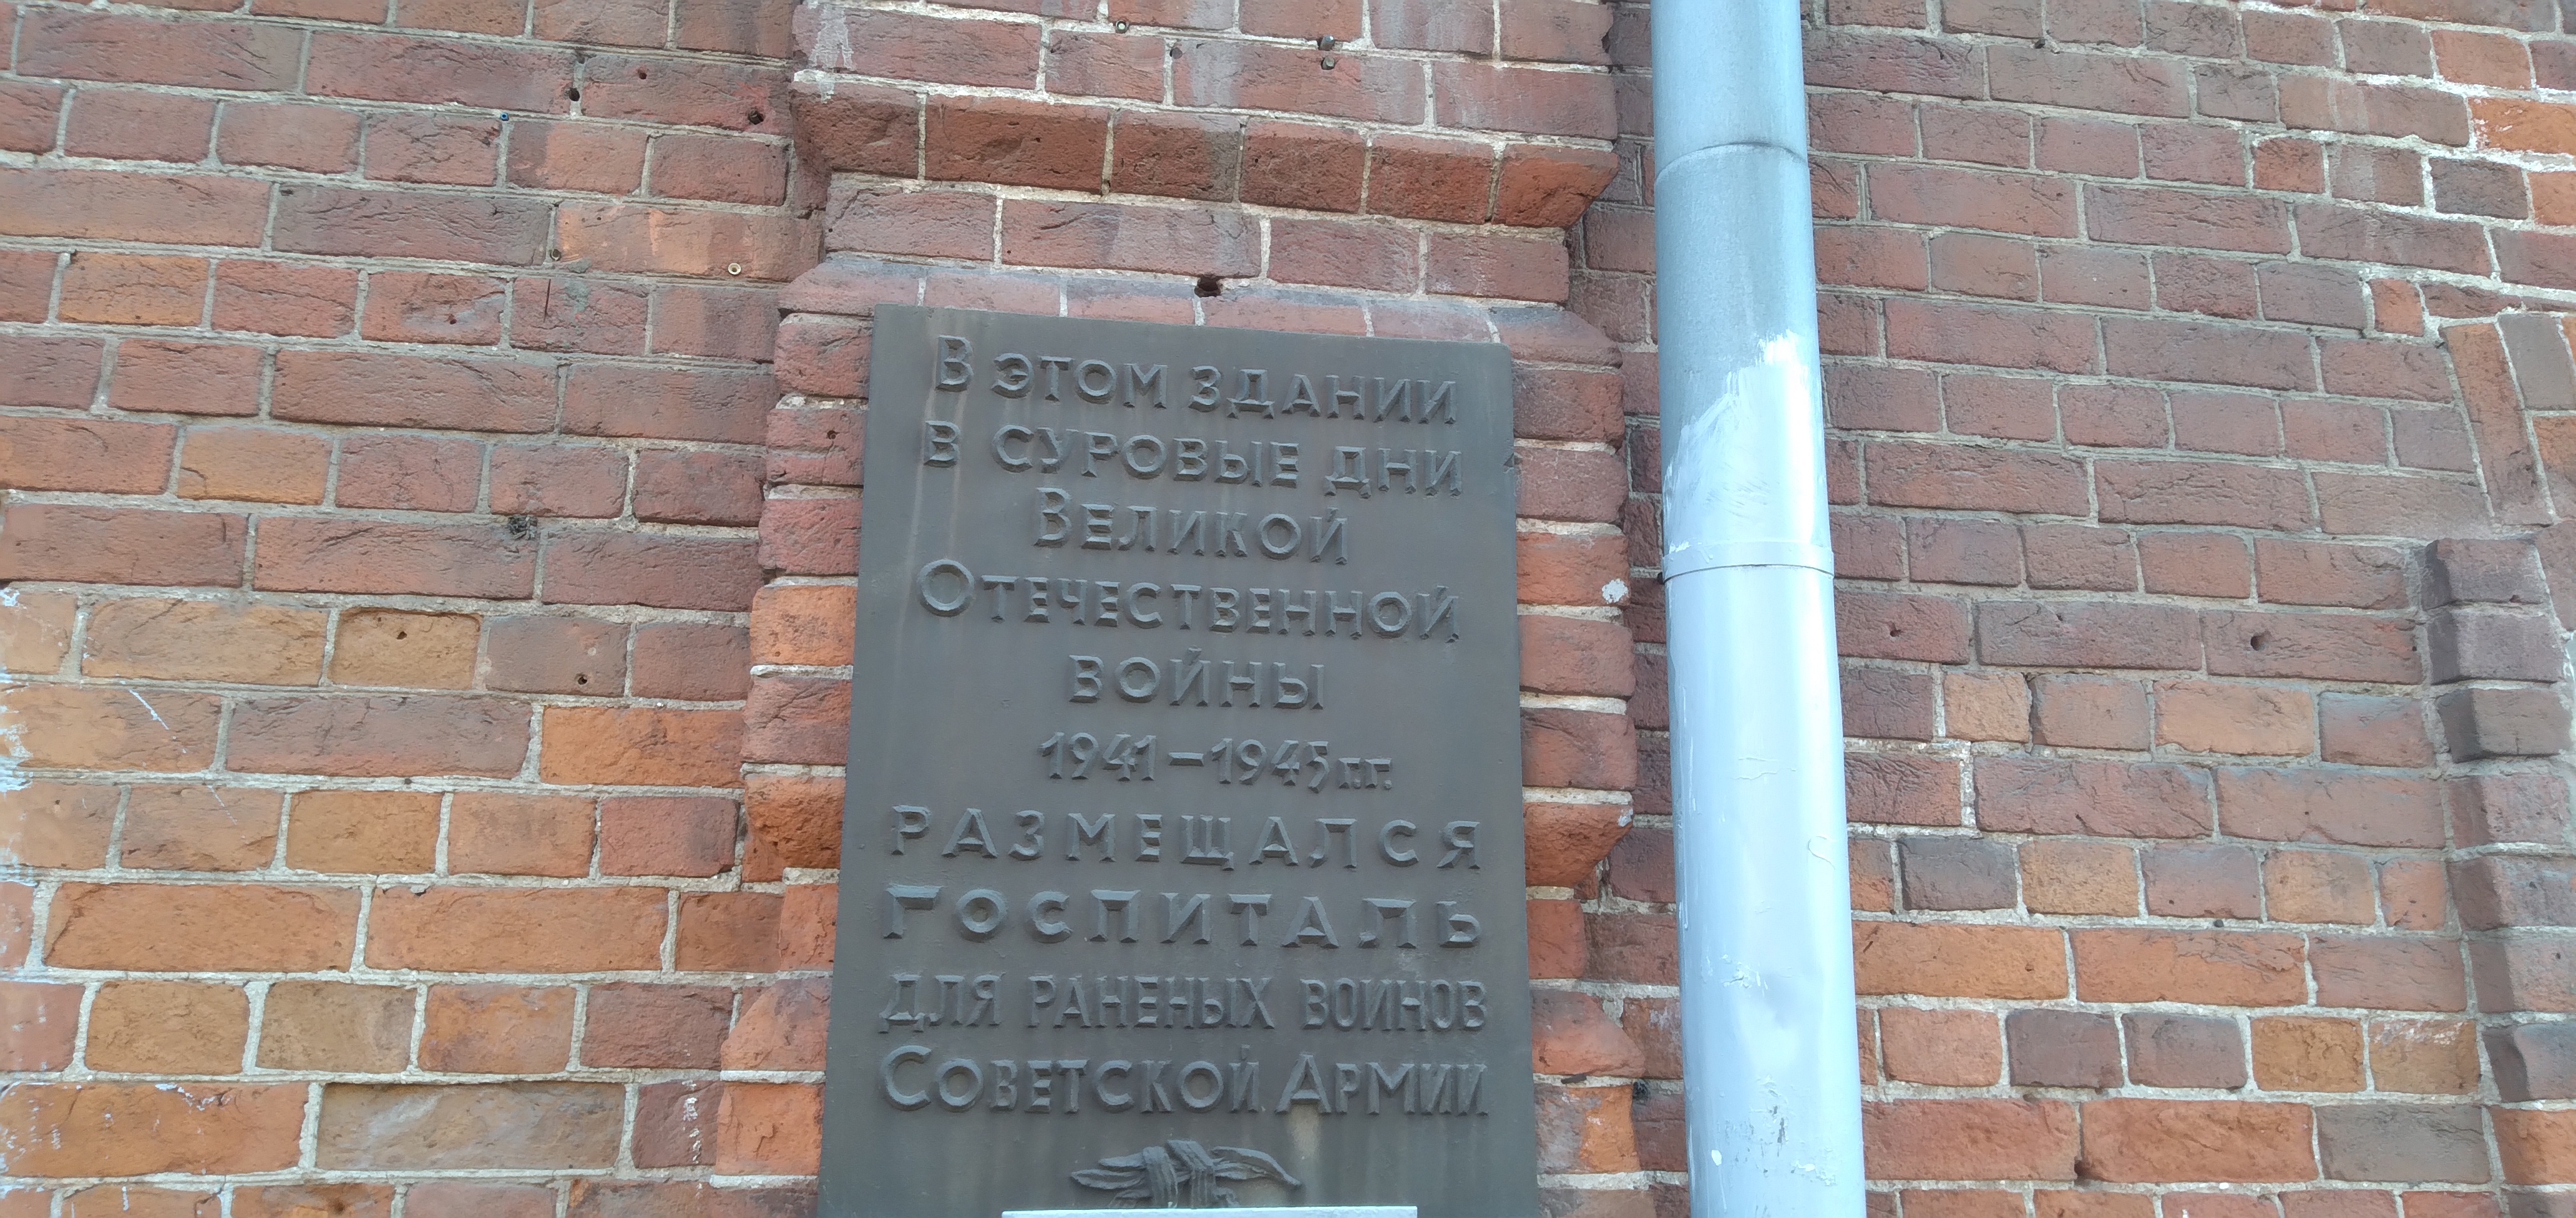 В ЭТОМ ЗДАНИИ
В СУРОВЫЕ ДНИ
ВЕЛИКОЙ
ОТЕЧЕСТВЕННОЙ
ВОЙНЫ
1941–1945 г.г.
РАЗМЕЩАЛСЯ
ГОСПИТАЛЬ
ДЛЯ РАНЕНЫХ ВОИНОВ
СОВЕТСКОЙ АРМИИ